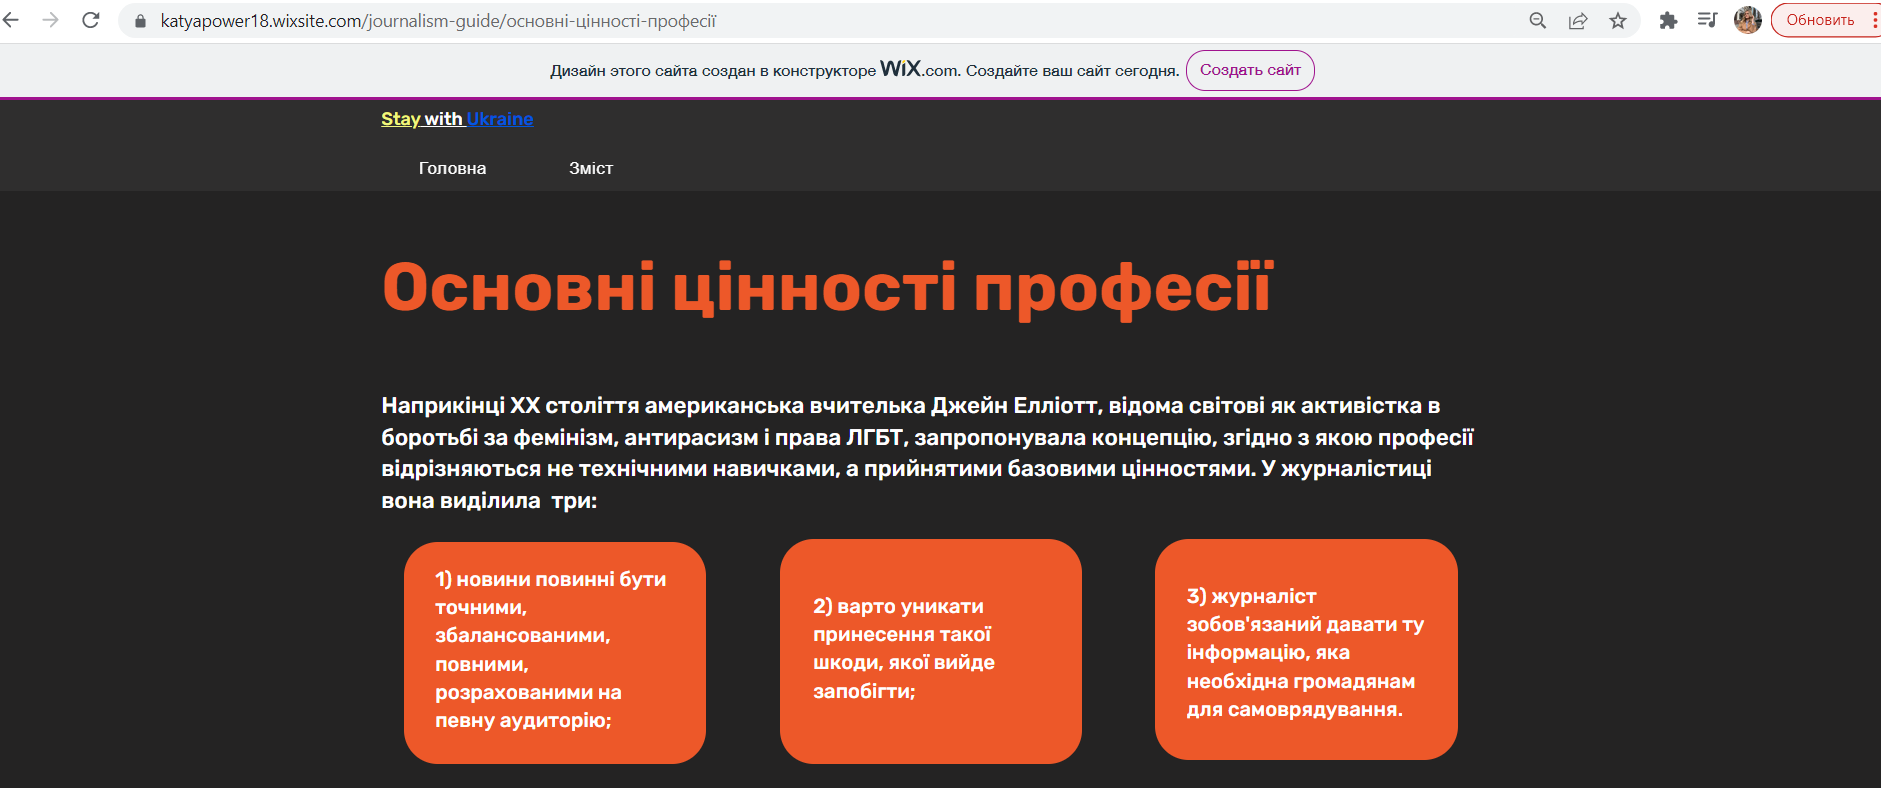 katyapower18.wixsite.com/journalism-guide/основні-цінності-професії
Обновить
Дизайн этого сайта создан в конструкторе WiX.com. Создайте ваш сайт сегодня. Создать сайт
Stay with Ukraine
Головна Зміст
Основні цінності професії
Наприкінці ХХ століття американська вчителька Джейн Елліотт, відома світові як активістка в
боротьбі за фемінізм, антирасизм і права ЛГБТ, запропонувала концепцію, згідно з якою професії
відрізняються не технічними навичками, а прийнятими базовими цінностями. У журналістиці
вона виділила три:
1) новини повинні бути
точними,
збалансованими,
повними,
розрахованими на
певну аудиторію;
2) варто уникати
принесення такої
шкоди, якої вийде
запобігти;
3) журналіст
зобов'язаний давати ту
інформацію, яка
необхідна громадянам
для самоврядування.